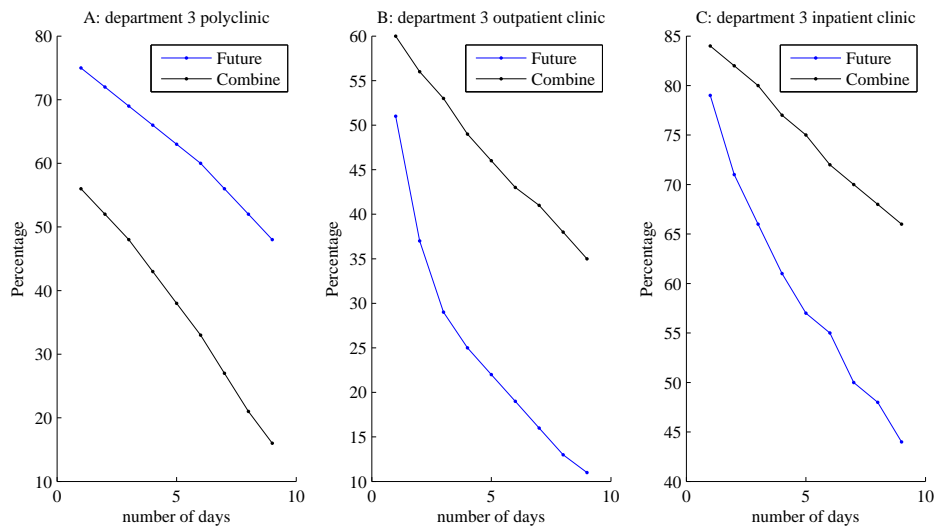 A: department 3 polyclinic
80
70
60
50
40
30
20
10
0
5
10
Percentage
number of days
Future
Combine
B: department 3 outpatient clinic
60
55
50
45
40
35
30
25
20
15
10
0
5
10
Percentage
number of days
Future
Combine
C: department 3 inpatient clinic
85
80
75
70
65
60
55
50
45
40
0
5
10
Percentage
number of days
Future
Combine